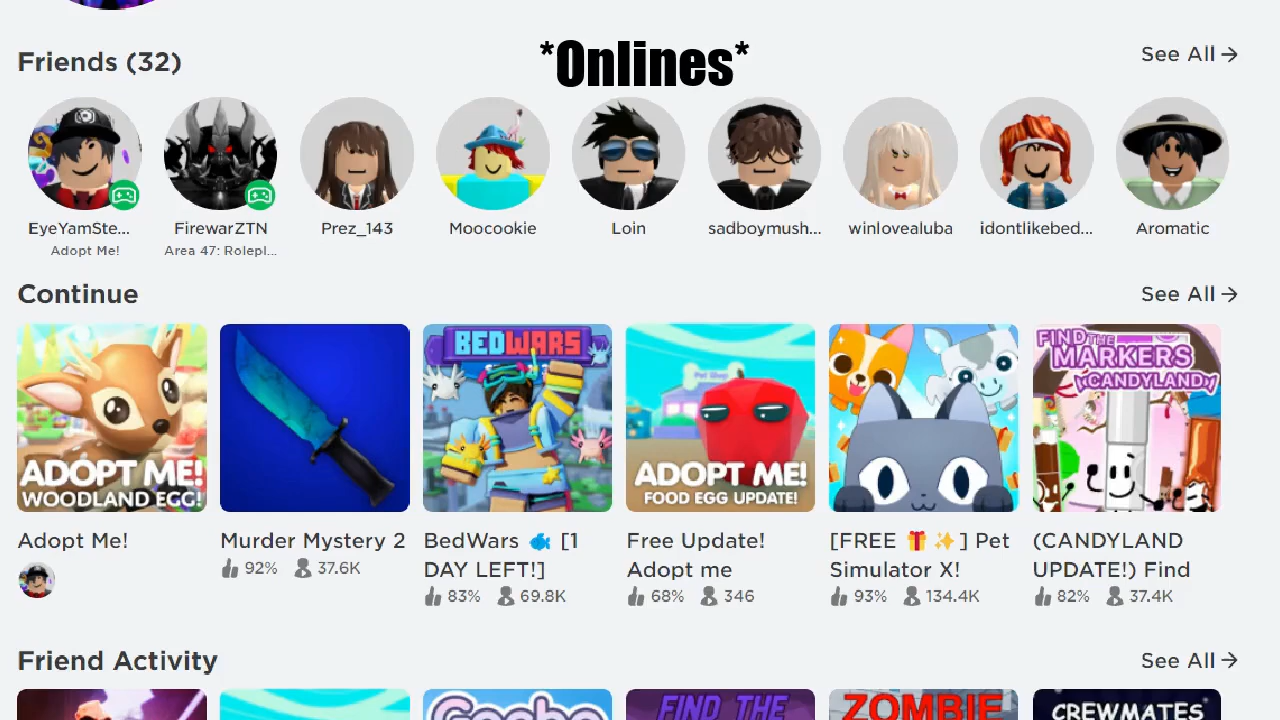 *Onlines*
Friends (32)
See All →
EyeYamSte...
FirewarZTN
Prez_143
Moocookie
Loin
sadboymush...
winlovealuba
idontlikebed...
Aromatic
Adopt Me!
Area 47: Rolepl...
Continue
See All →
ADOPT ME!
WOODLAND EGG!
BEDWARS
Pet Shop
ADOPT ME!
FOOD EGG UPDATE!
FIND THE
MARKERS
CANDYLAND
Adopt Me!
Murder Mystery 2
92% 37.6K
BedWars 🐟 [1
DAY LEFT!]
83% 69.8K
Free Update!
Adopt me
68% 346
[FREE 🎁✨] Pet
Simulator X!
93% 134.4K
(CANDYLAND
UPDATE!) Find
82% 37.4K
Friend Activity
See All →
FIND THE
ZOMBIE
CREWMATES